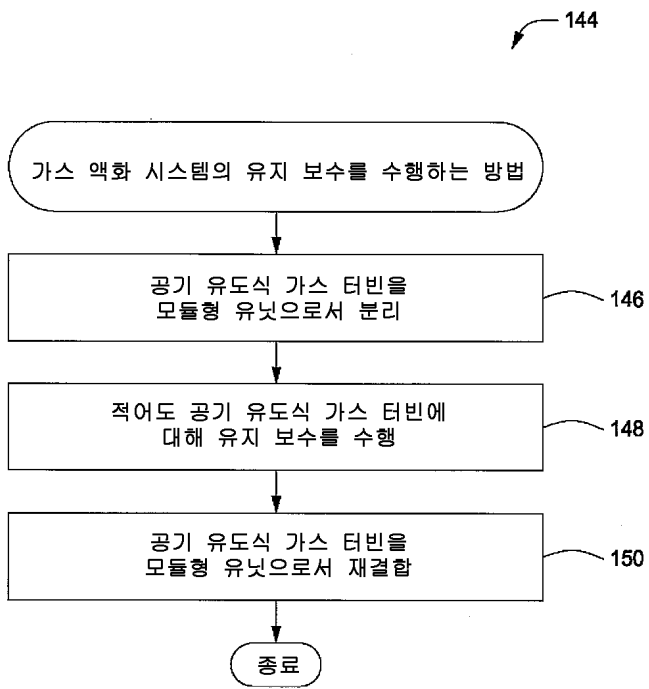 144
가스 액화 시스템의 유지 보수를 수행하는 방법
공기 유도식 가스 터빈을
모듈형 유닛으로서 분리
146
적어도 공기 유도식 가스 터빈에
대해 유지 보수를 수행
148
공기 유도식 가스 터빈을
모듈형 유닛으로서 재결합
150
종료